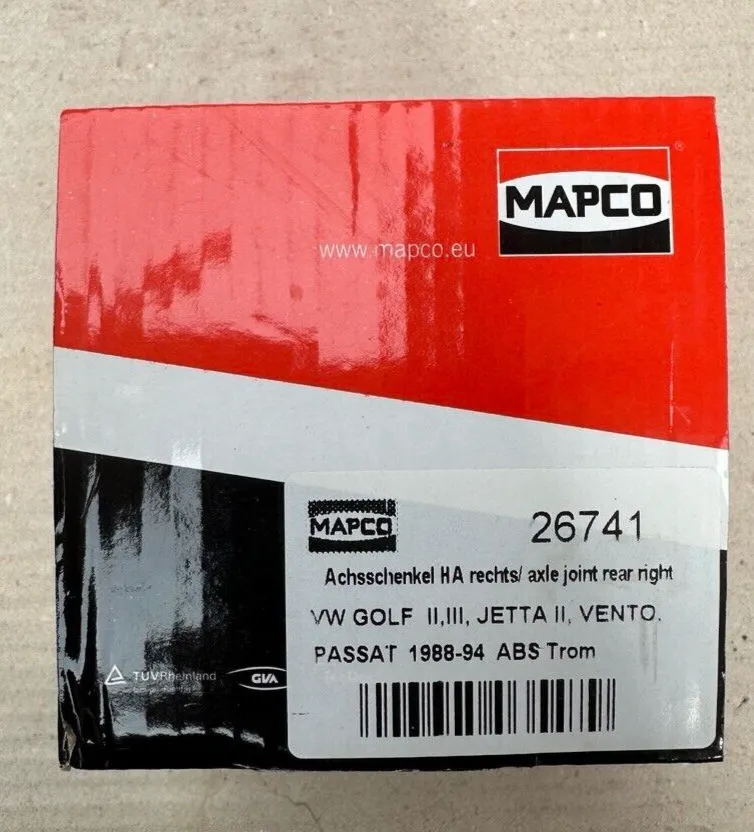 MAPCO
®
www.mapco.eu
MAPCO
26741
Achsschenkel HA rechts/ axle joint rear right
VW GOLF II,III, JETTA II, VENTO.
PASSAT 1988-94 ABS Trom
TÜVRheinland
GVA